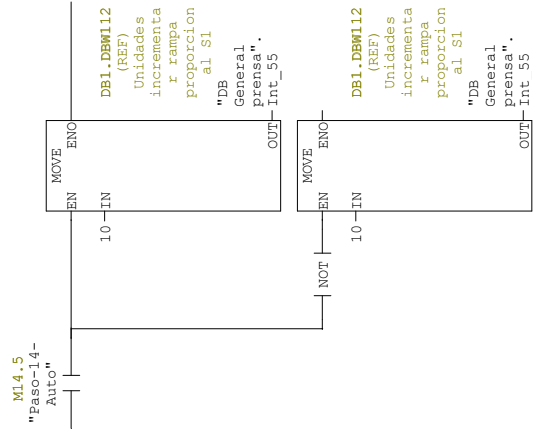 M14.5
"Paso-14-
Auto"
MOVE
EN
ENO
10
IN
OUT
DB1.DBW112
(REF)
Unidades
incrementa
r rampa
proporcion
al S1
"DB
General
prensa".
Int_55
NOT
MOVE
EN
ENO
10
IN
OUT
DB1.DBW112
(REF)
Unidades
incrementa
r rampa
proporcion
al S1
"DB
General
prensa".
Int_55